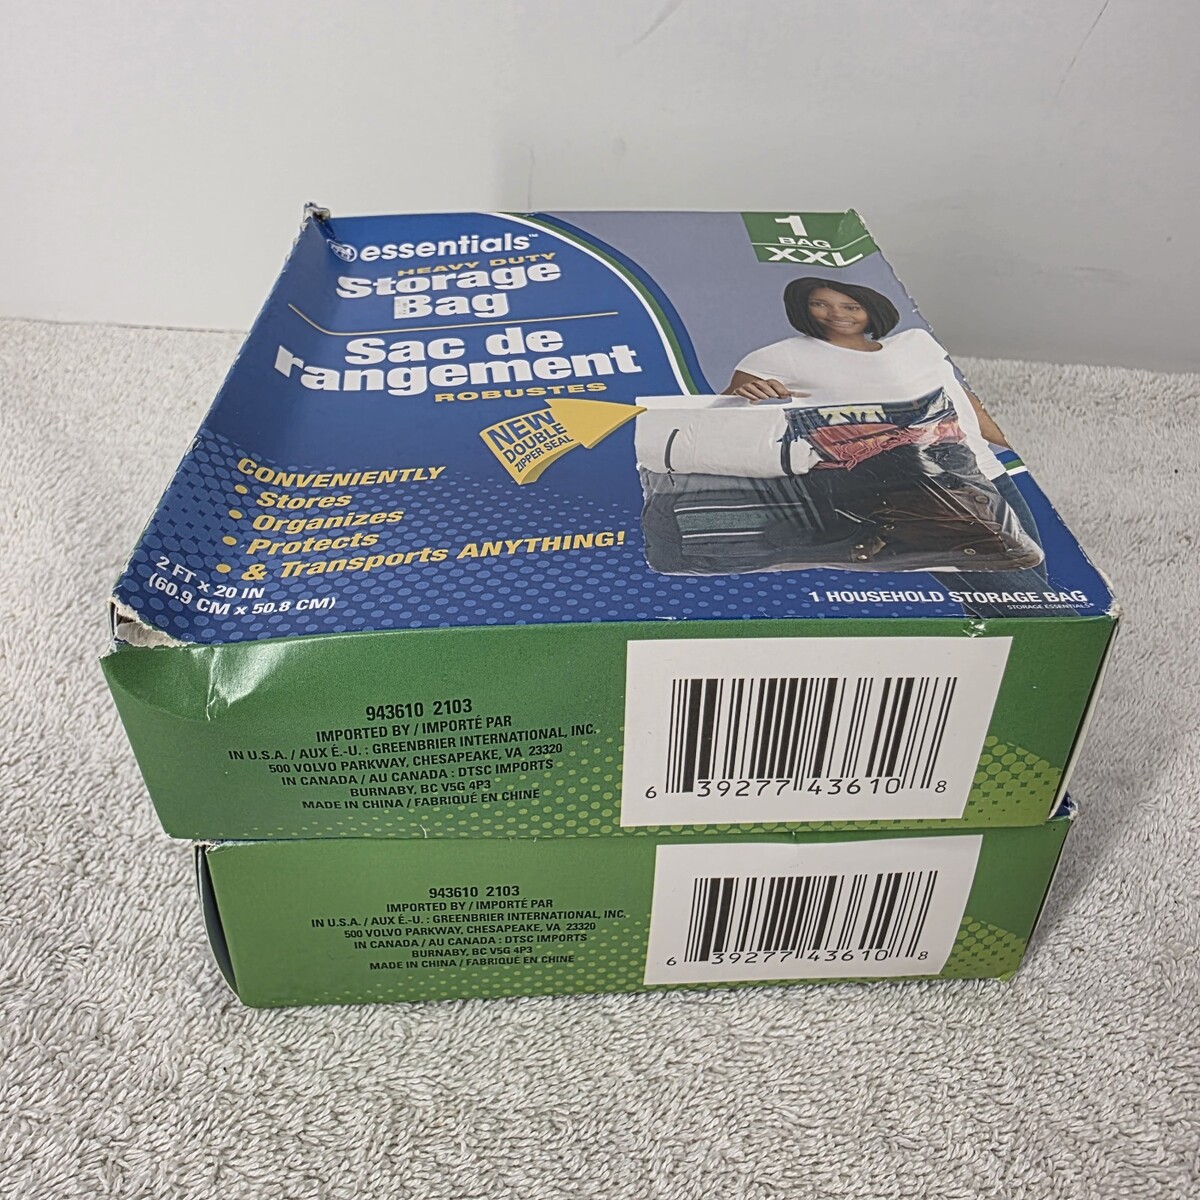 essentials™
HEAVY DUTY
Storage
Bag
Sac de
rangement
ROBUSTES
1
BAG
XXL
NEW
DOUBLE
ZIPPER SEAL
CONVENIENTLY
• Stores
• Organizes
• Protects
• & Transports ANYTHING!
2 FT x 20 IN
(60.9 CM x 50.8 CM)
1 HOUSEHOLD STORAGE BAG
STORAGE ESSENTIALS™
943610 2103
IMPORTED BY / IMPORTÉ PAR
IN U.S.A. / AUX É.-U. : GREENBRIER INTERNATIONAL, INC.
500 VOLVO PARKWAY, CHESAPEAKE, VA 23320
IN CANADA / AU CANADA : DTSC IMPORTS
BURNABY, BC V5G 4P3
MADE IN CHINA / FABRIQUÉ EN CHINE
6 39277 43610 8
943610 2103
IMPORTED BY / IMPORTÉ PAR
IN U.S.A. / AUX É.-U. : GREENBRIER INTERNATIONAL, INC.
500 VOLVO PARKWAY, CHESAPEAKE, VA 23320
IN CANADA / AU CANADA : DTSC IMPORTS
BURNABY, BC V5G 4P3
MADE IN CHINA / FABRIQUÉ EN CHINE
6 39277 43610 8